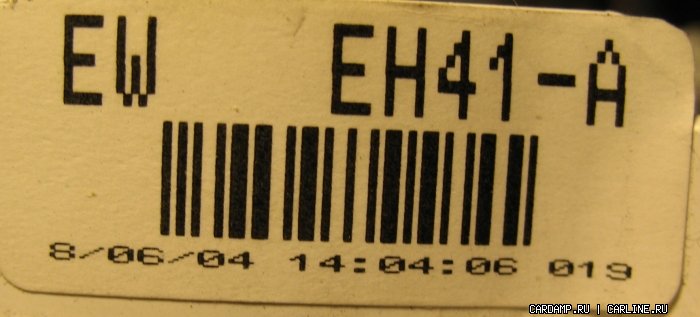 EW EH41-A
8/06/04 14:04:06 019
CARDAMP.RU | CARLINE.RU